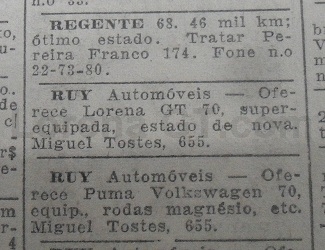 n.o 33.
REGENTE 68. 46 mil km;
ótimo estado. Tratar Pe-
reira Franco 174. Fone n.o
22-73-80.
RUY Automóveis — Ofe-
rece Lorena GT 70, super-
equipada, estado de nova.
Miguel Tostes, 655.
RUY Automóveis — Ofe-
rece Puma Volkswagen 70,
equip., rodas magnésio, etc.
Miguel Tostes, 655.